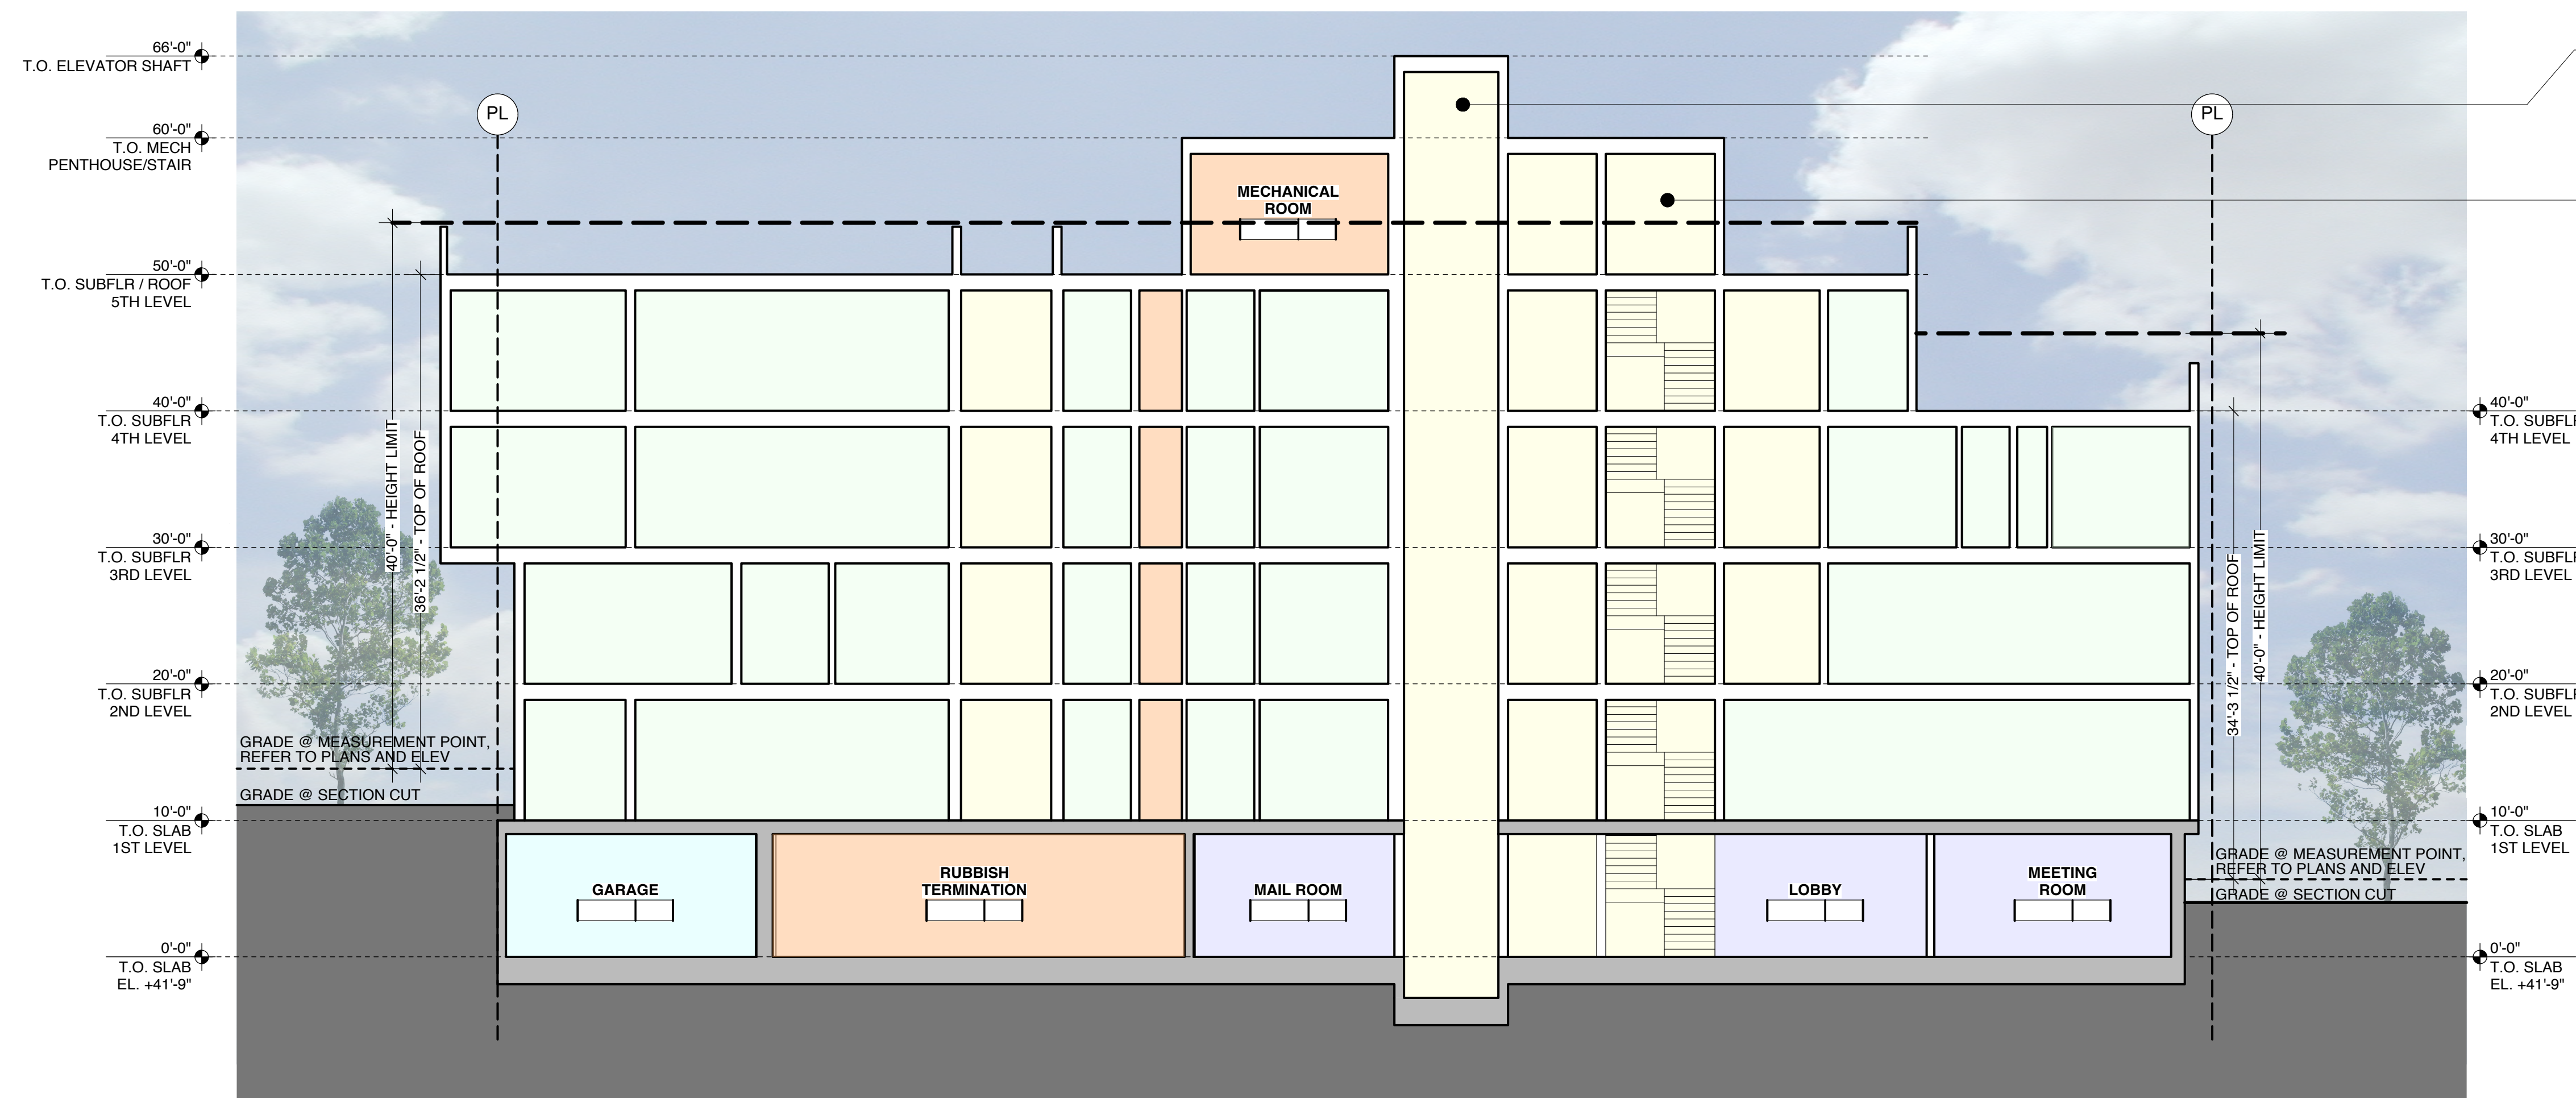 66'-0"
T.O. ELEVATOR SHAFT
60'-0"
T.O. MECH
PENTHOUSE/STAIR
50'-0"
T.O. SUBFLR / ROOF
5TH LEVEL
40'-0"
T.O. SUBFLR
4TH LEVEL
30'-0"
T.O. SUBFLR
3RD LEVEL
20'-0"
T.O. SUBFLR
2ND LEVEL
10'-0"
T.O. SLAB
1ST LEVEL
0'-0"
T.O. SLAB
EL. +41'-9"
PL
40'-0" - HEIGHT LIMIT
36'-2 1/2" - TOP OF ROOF
GRADE @ MEASUREMENT POINT,
REFER TO PLANS AND ELEV
GRADE @ SECTION CUT
MECHANICAL
ROOM
GARAGE
RUBBISH
TERMINATION
MAIL ROOM
LOBBY
MEETING
ROOM
PL
34'-3 1/2" - TOP OF ROOF
40'-0" - HEIGHT LIMIT
GRADE @ MEASUREMENT POINT,
REFER TO PLANS AND ELEV
GRADE @ SECTION CUT
40'-0"
T.O. SUBFLR
4TH LEVEL
30'-0"
T.O. SUBFLR
3RD LEVEL
20'-0"
T.O. SUBFLR
2ND LEVEL
10'-0"
T.O. SLAB
1ST LEVEL
0'-0"
T.O. SLAB
EL. +41'-9"